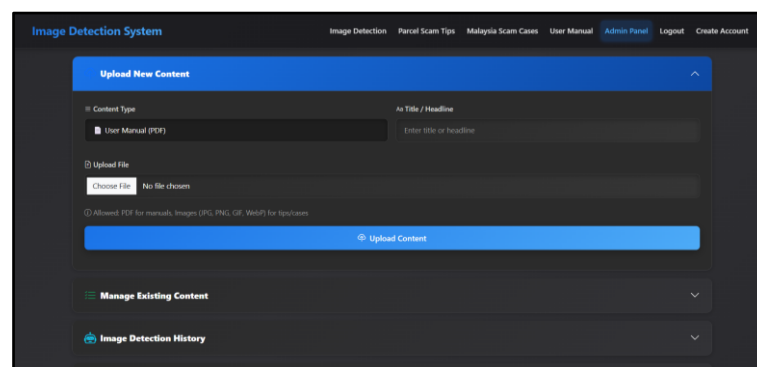 Image Detection System
Image Detection Parcel Scam Tips Malaysia Scam Cases User Manual Admin Panel Logout Create Account
Upload New Content
Content Type
Aa Title / Headline
User Manual (PDF)
Enter title or headline
Upload File
Choose File No file chosen
Allowed: PDF for manuals, Images (JPG, PNG, GIF, WebP) for tips/cases
Upload Content
Manage Existing Content
Image Detection History